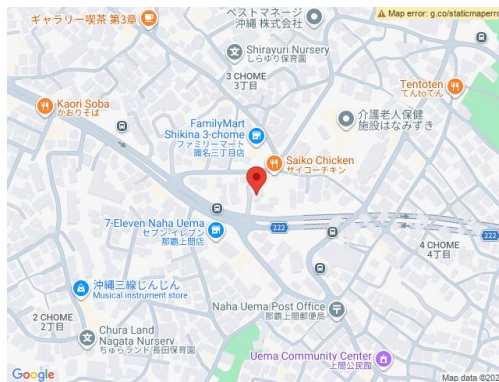 ギャラリー喫茶 第3章
ベストマネージ
沖縄 株式会社
Map error: g.co/staticmaperro
Shirayuri Nursery
しらゆり保育園
3 CHOME
3丁目
Tentoten
てんtoてん
Kaori Soba
かおりそば
FamilyMart
Shikina 3-chome
ファミリーマート
識名三丁目店
介護老人保健
施設はなみずき
Saiko Chicken
サイコーチキン
7-Eleven Naha Uema
セブン-イレブン
那覇上間店
222
222
4 CHOME
4丁目
沖縄三線じんじん
Musical instrument store
Naha Uema Post Office
那覇上間郵便局
2 CHOME
2丁目
Chura Land
Nagata Nursery
ちゅらランド長田保育園
Uema Community Center
上間公民館
Google
Map data ©202